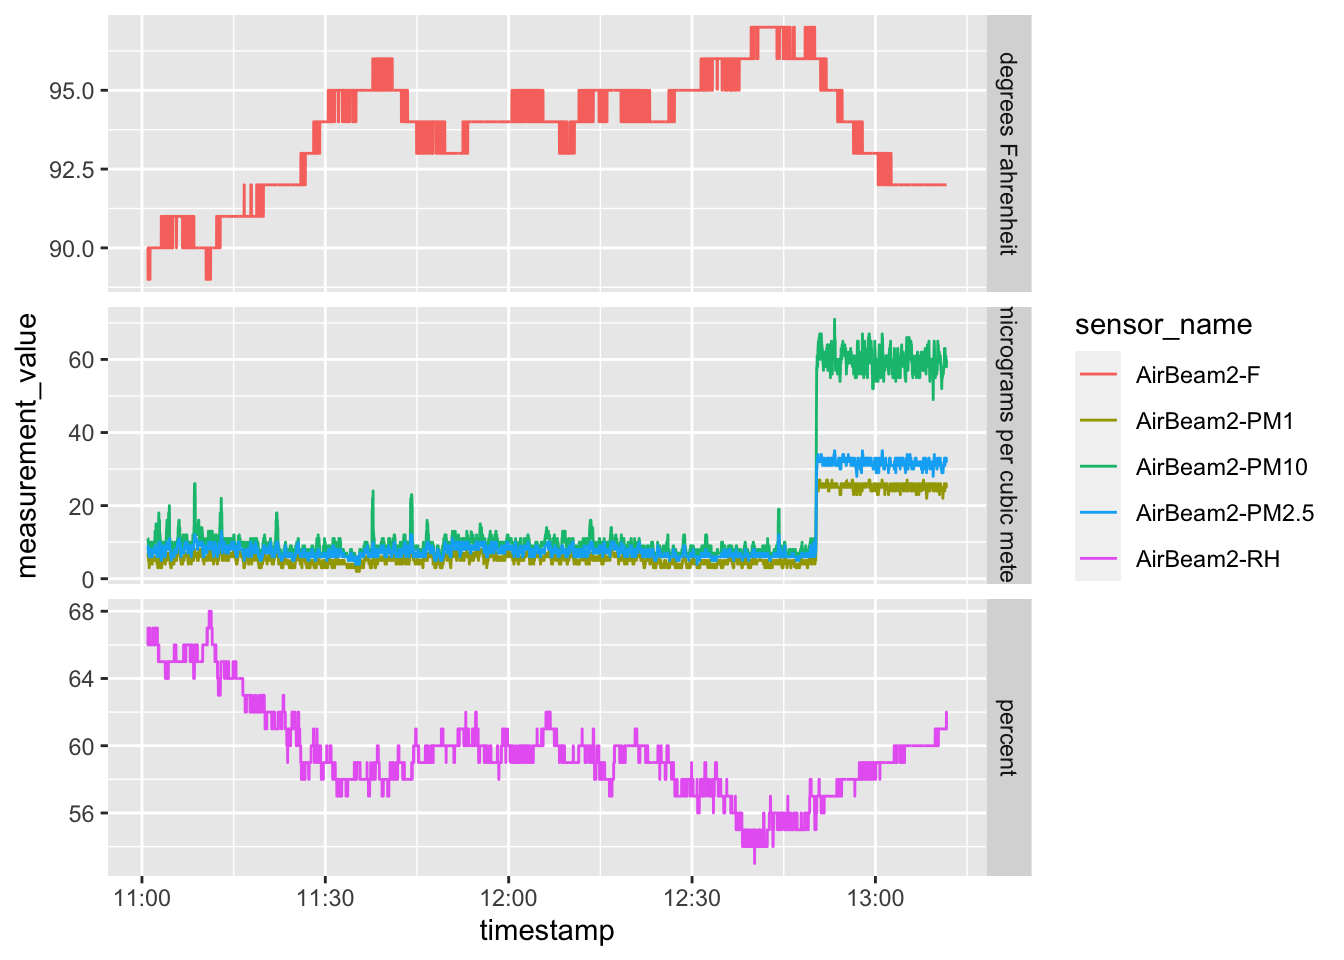 95.0
92.5
90.0
degrees Fahrenheit
60
40
20
0
micrograms per cubic mete
68
64
60
56
percent
11:00 11:30 12:00 12:30 13:00
timestamp
measurement_value
sensor_name
AirBeam2-F
AirBeam2-PM1
AirBeam2-PM10
AirBeam2-PM2.5
AirBeam2-RH